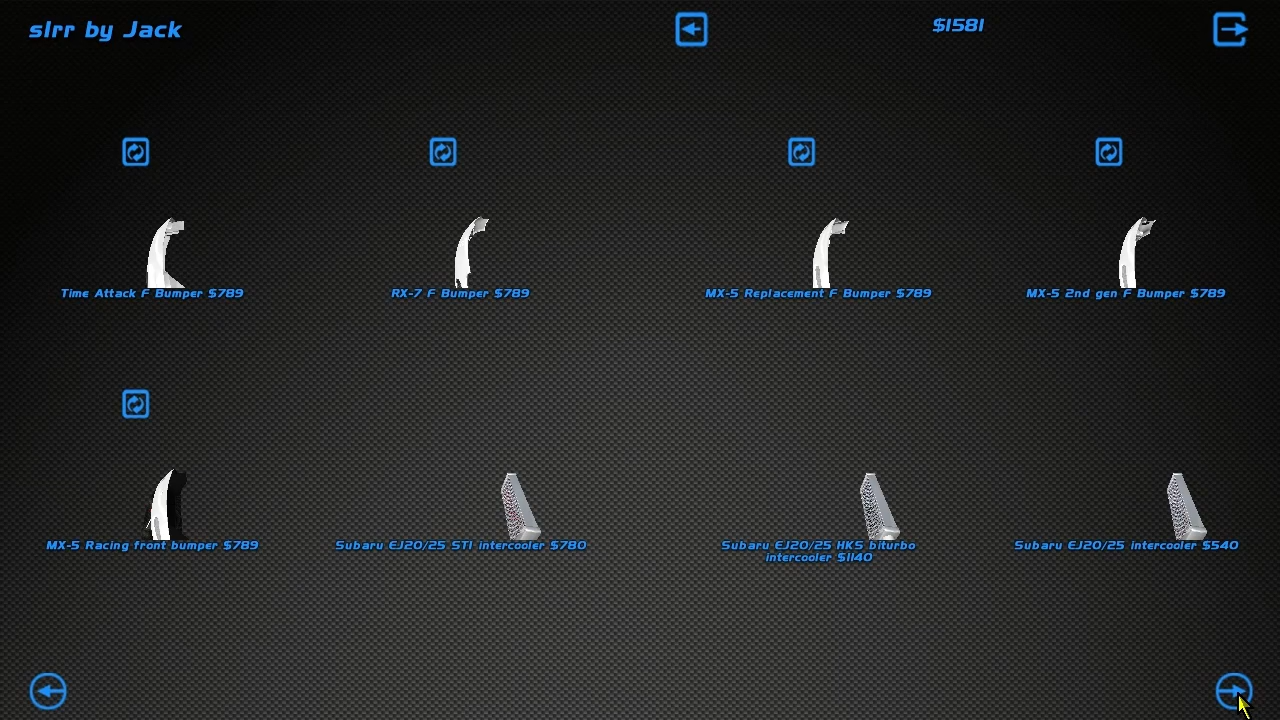 slrr by Jack
$1581
Time Attack F Bumper $789
RX-7 F Bumper $789
MX-5 Replacement F Bumper $789
MX-5 2nd gen F Bumper $789
MX-5 Racing front bumper $789
Subaru EJ20/25 STI intercooler $780
Subaru EJ20/25 HKS biturbo
intercooler $1140
Subaru EJ20/25 intercooler $540